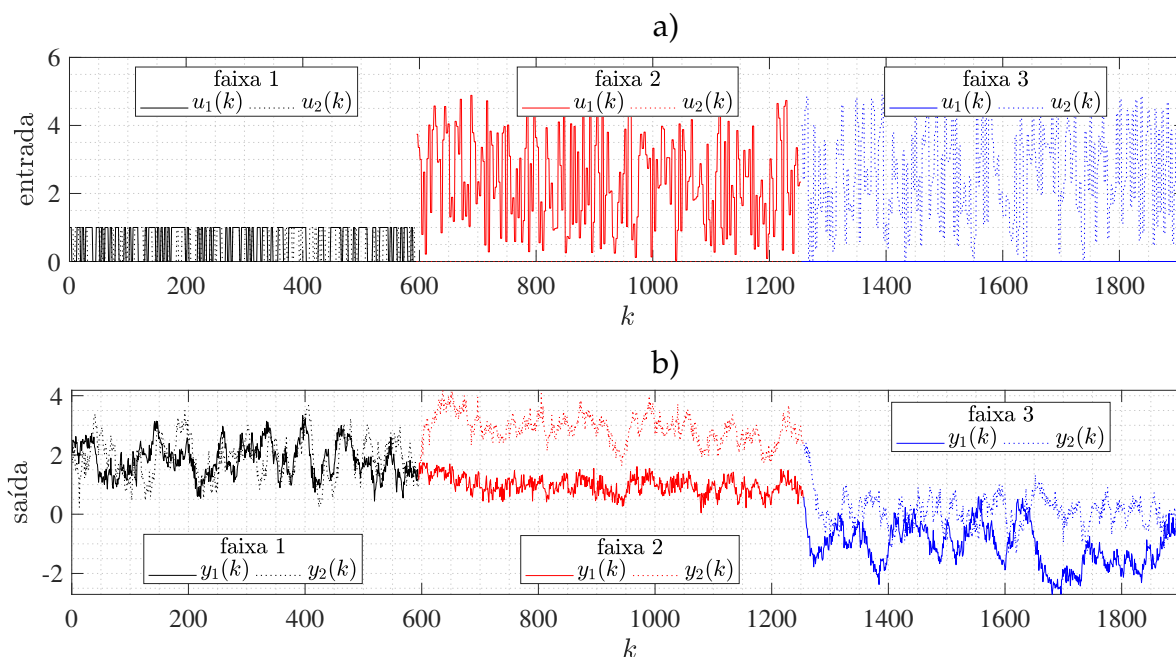 a)
6
faixa 1
u₁(k) u₂(k)
faixa 2
u₁(k) u₂(k)
faixa 3
u₁(k) u₂(k)
4
entrada
2
0
0 200 400 600 800 1000 1200 1400 1600 1800
k
b)
4
faixa 3
y₁(k) y₂(k)
2
saída
0
faixa 1
y₁(k) y₂(k)
faixa 2
y₁(k) y₂(k)
-2
0 200 400 600 800 1000 1200 1400 1600 1800
k